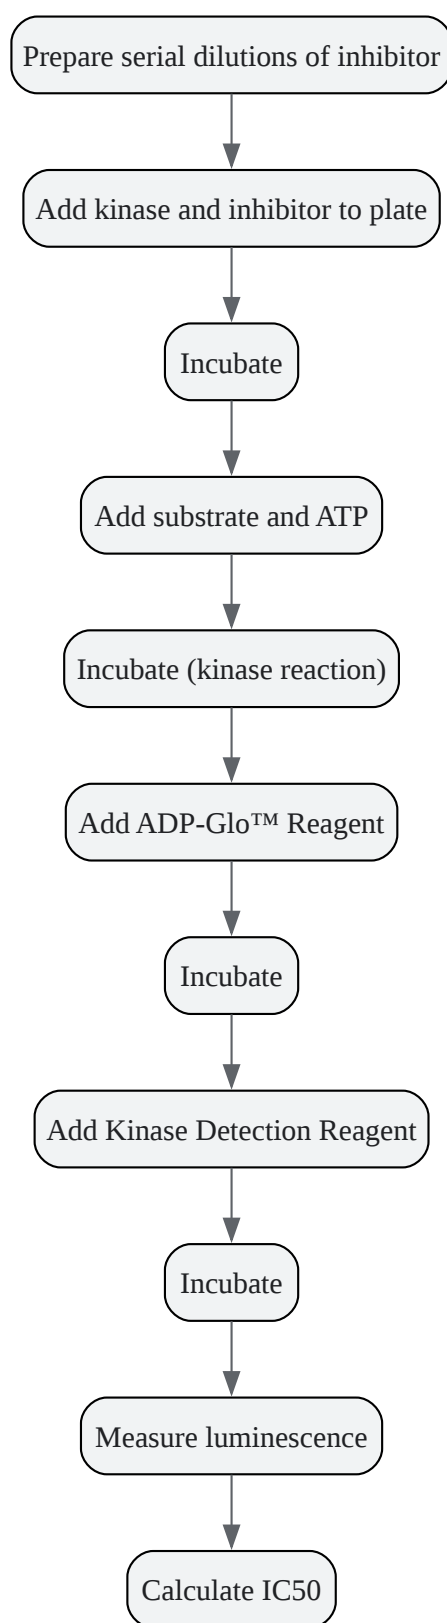 Prepare serial dilutions of inhibitor
Add kinase and inhibitor to plate
Incubate
Add substrate and ATP
Incubate (kinase reaction)
Add ADP-Glo™ Reagent
Incubate
Add Kinase Detection Reagent
Incubate
Measure luminescence
Calculate IC50